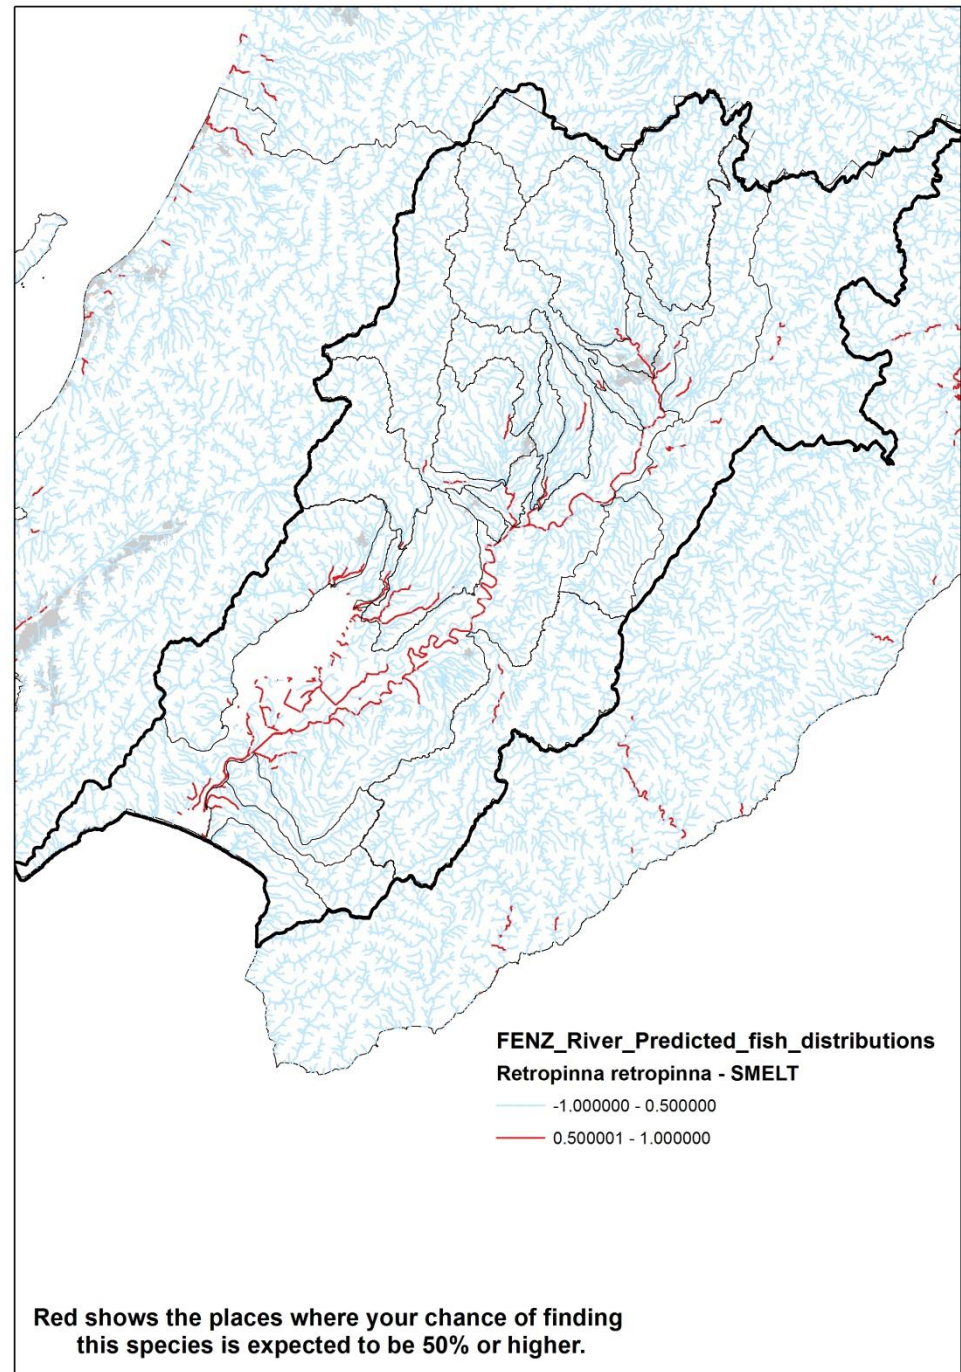 FENZ_River_Predicted_fish_distributions
Retropinna retropinna - SMELT
-1.000000 - 0.500000
0.500001 - 1.000000
Red shows the places where your chance of finding
this species is expected to be 50% or higher.